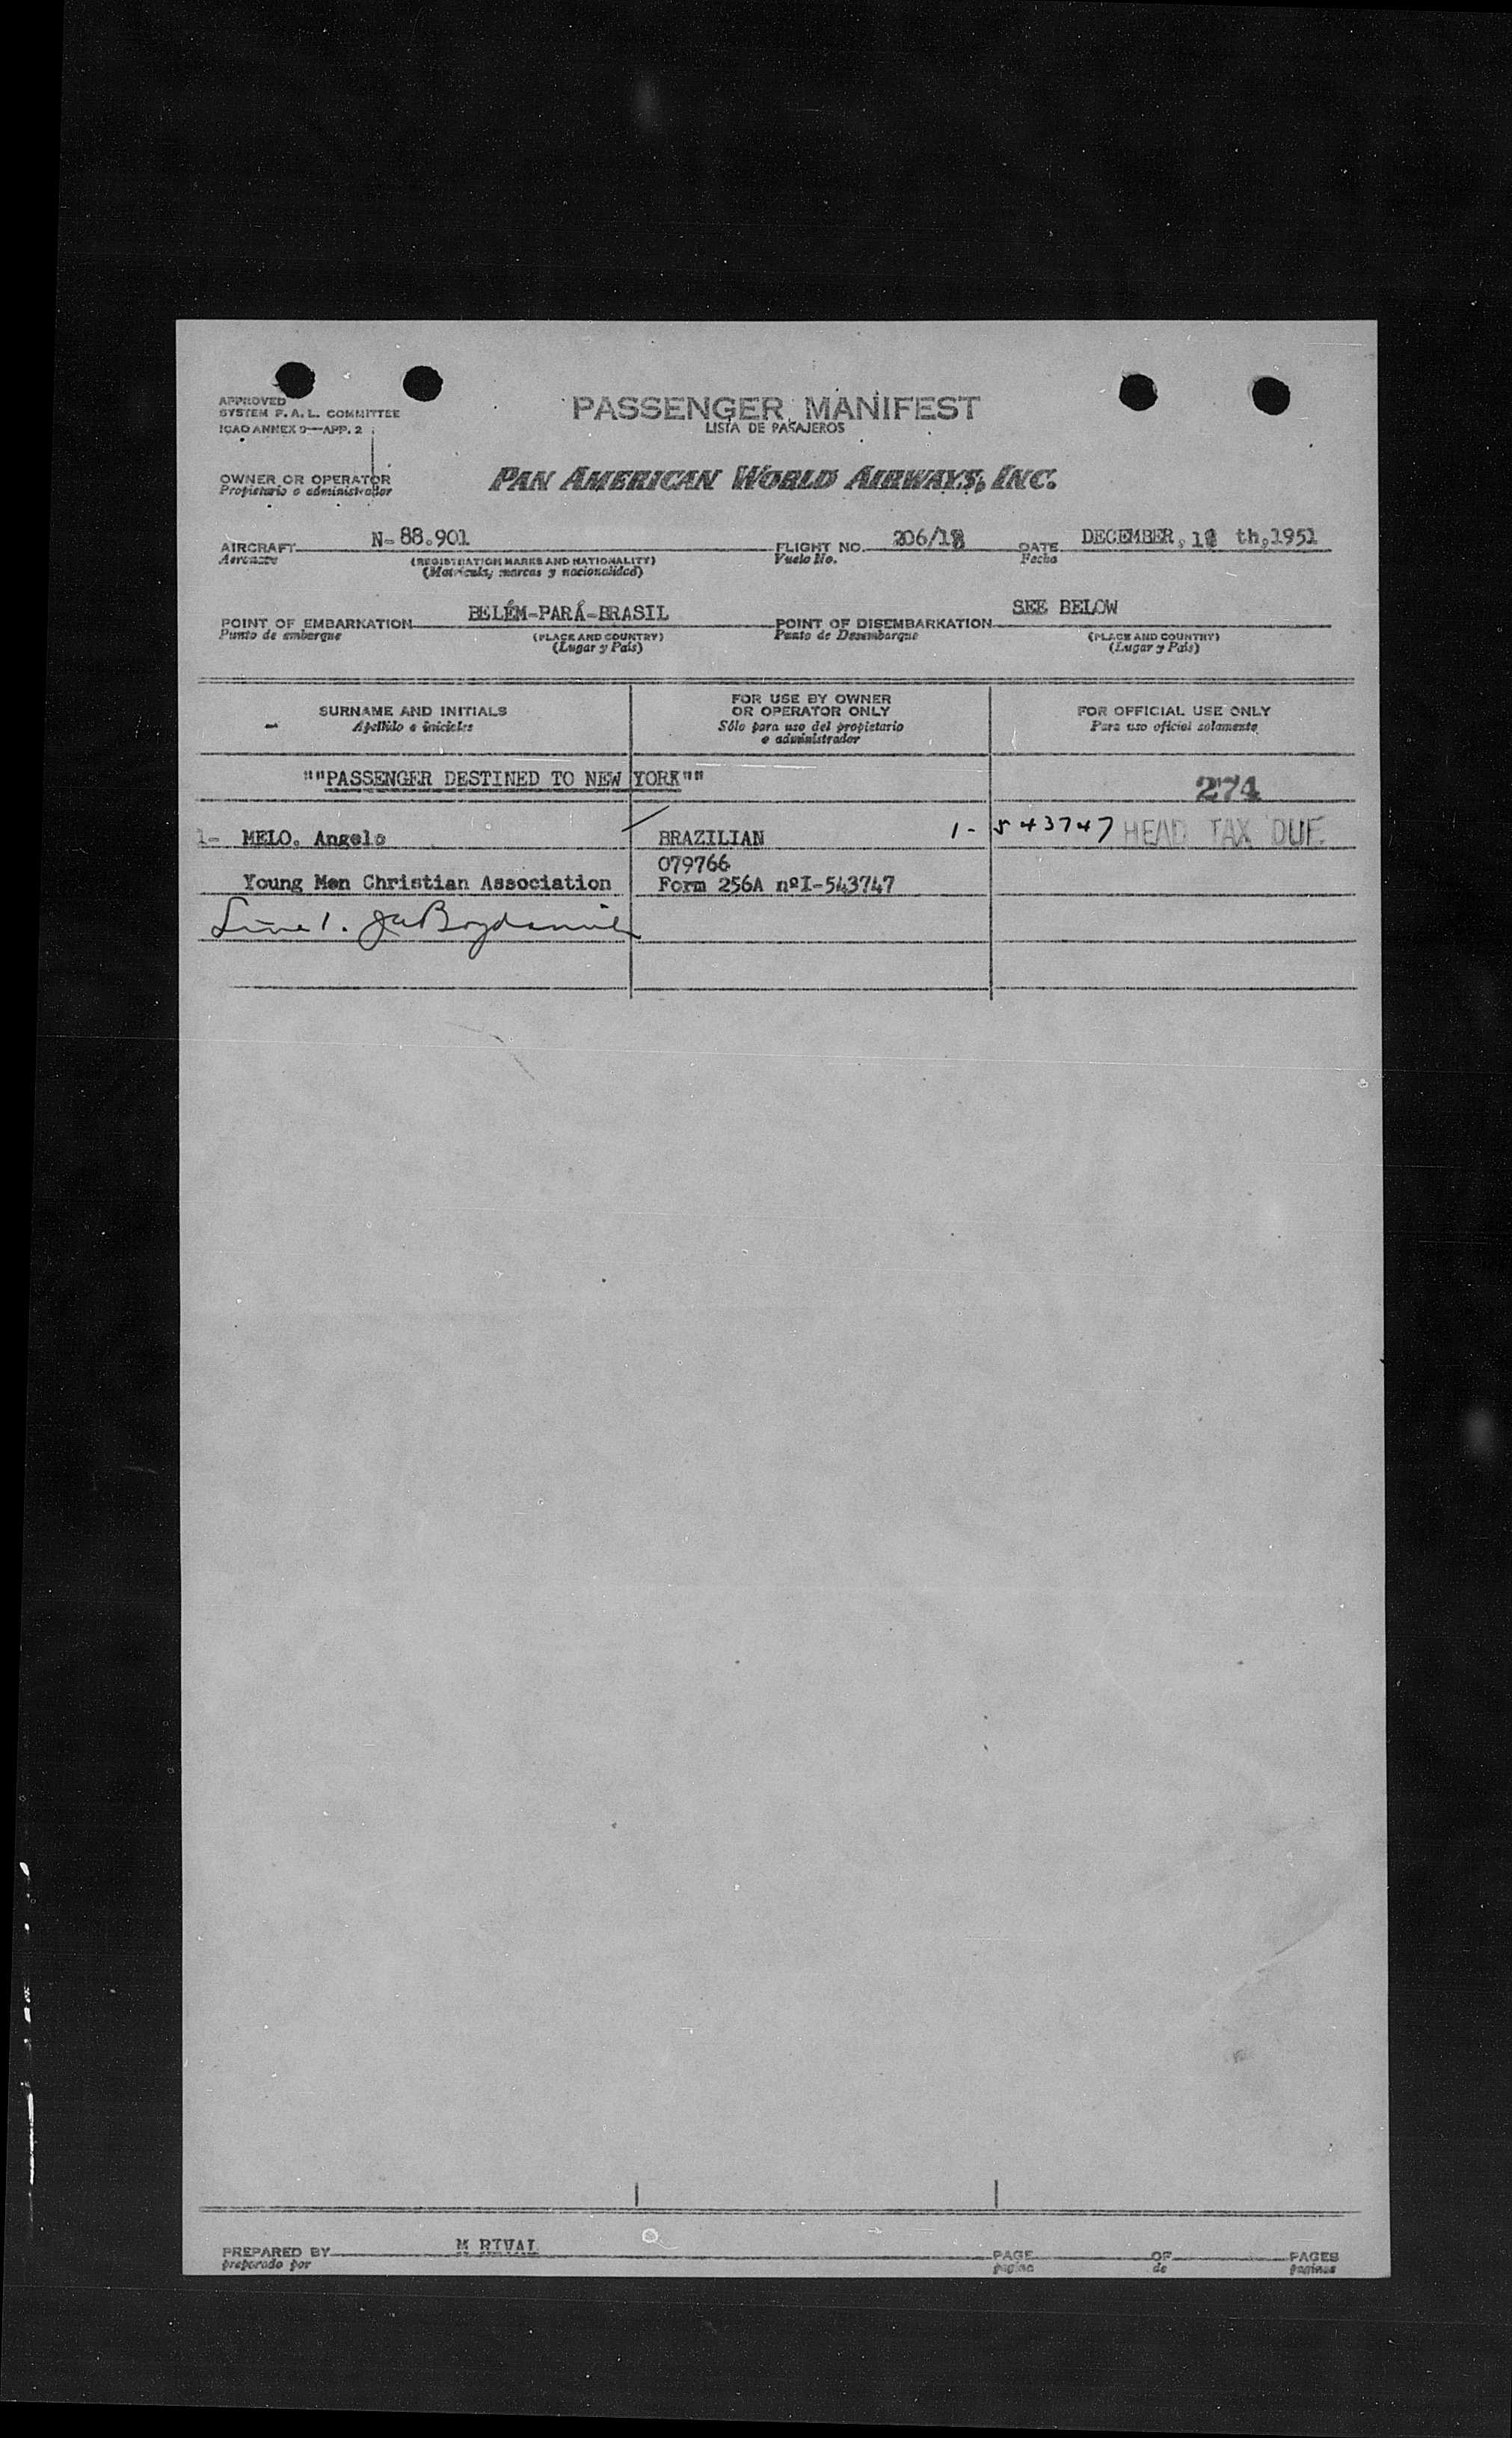 APPROVED
SYSTEM F. A. L. COMMITTEE
ICAO ANNEX 9—APP. 2
PASSENGER MANIFEST
LISTA DE PASAJEROS
OWNER OR OPERATOR
Propietario o administrador
PAN AMERICAN WORLD AIRWAYS, INC.
AIRCRAFT N-88.901 FLIGHT NO. 206/18 DATE DECEMBER, th,1951
Aeronave (REGISTRATION MARKS AND NATIONALITY) Vuelo No. Fecha
(Matrícula, marcas y nacionalidad)
POINT OF EMBARKATION BELÉM-PARÁ-BRASIL POINT OF DISEMBARKATION SEE BELOW
Punto de embarque (PLACE AND COUNTRY) Punto de Desembarque (PLACE AND COUNTRY)
(Lugar y País) (Lugar y País)
SURNAME AND INITIALS
Apellido e iniciales
FOR USE BY OWNER
OR OPERATOR ONLY
Sólo para uso del propietario
o administrador
FOR OFFICIAL USE ONLY
Para uso oficial solamente
""PASSENGER DESTINED TO NEW YORK"" 274
1- MELO, Angelo BRAZILIAN 1- 543747 HEAD TAX DUE
079766
Young Men Christian Association Form 256A nºI-543747
Line 1.
PREPARED BY M RIVAL PAGE OF PAGES
preparado por pagina de paginas